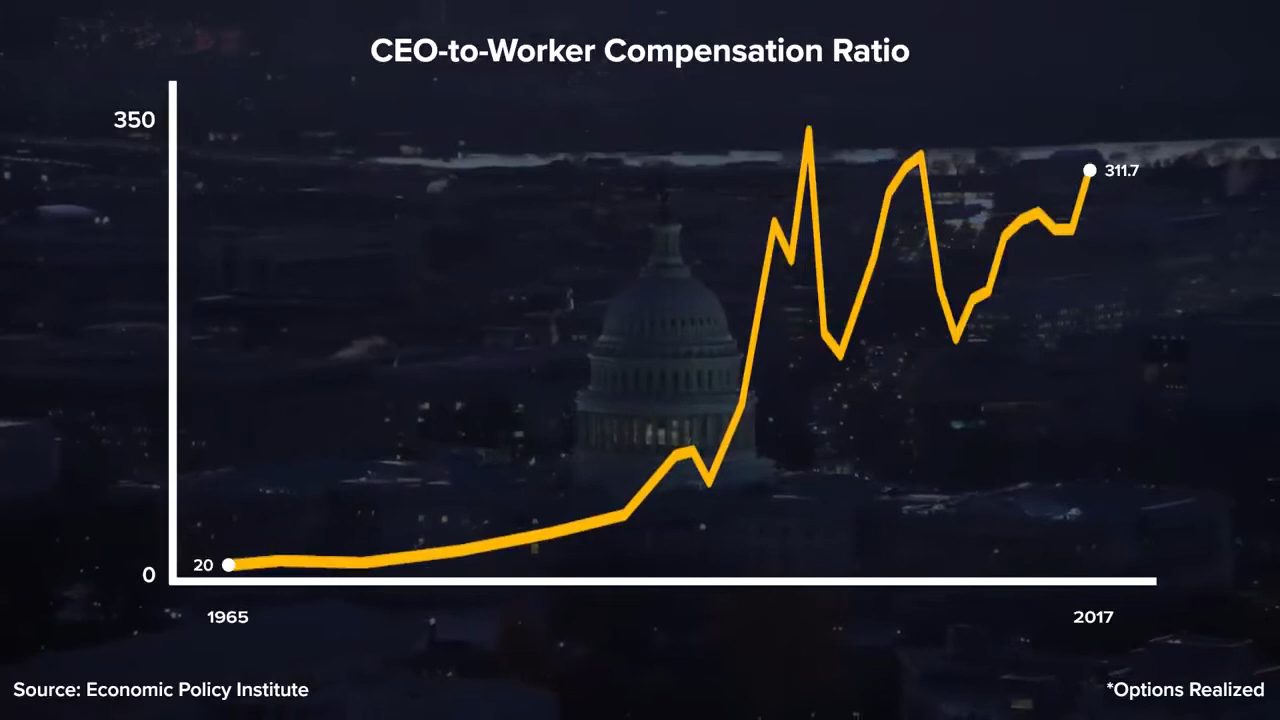 CEO-to-Worker Compensation Ratio
350
311.7
20
0
1965
2017
Source: Economic Policy Institute
*Options Realized